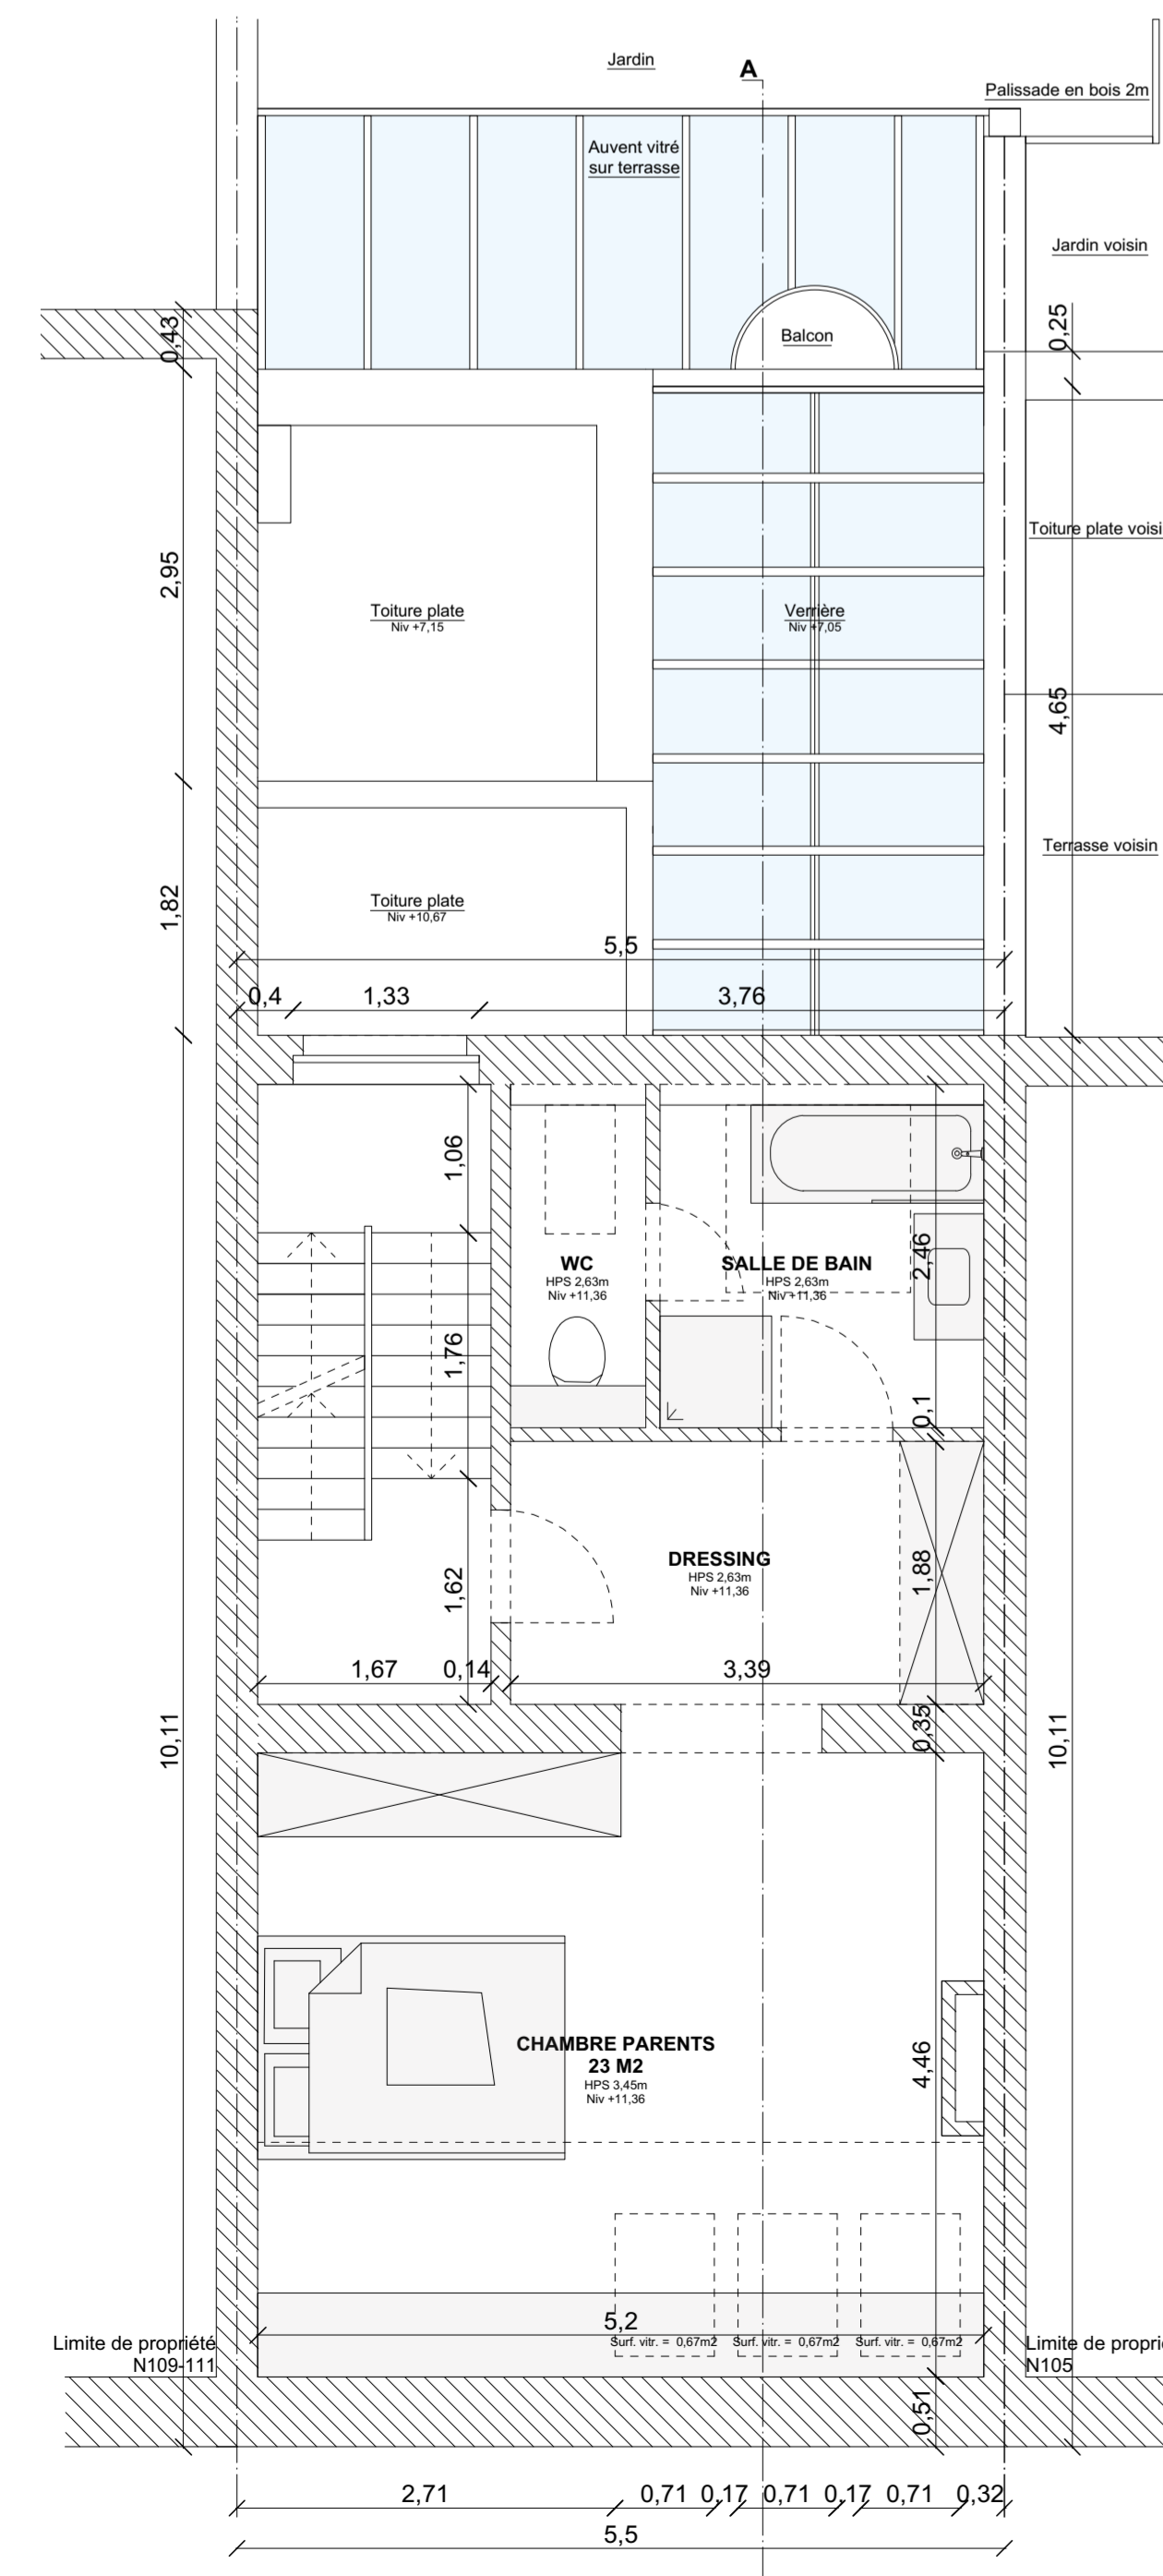 Jardin
A
Palissade en bois 2m
Auvent vitré
sur terrasse
Jardin voisin
0,43
0,25
Balcon
2,95
Toiture plate
Niv +7,15
Verrière
Niv +7,05
Toiture plate voisi
4,65
Terrasse voisin
1,82
Toiture plate
Niv +10,67
5,5
0,4
1,33
3,76
1,06
WC
HPS 2,63m
Niv +11,36
SALLE DE BAIN
HPS 2,63m
Niv +11,36
2,46
1,76
0,1
DRESSING
HPS 2,63m
Niv +11,36
1,88
1,62
1,67
0,14
3,39
10,11
0,35
10,11
CHAMBRE PARENTS
23 M2
HPS 3,45m
Niv +11,36
4,46
5,2
Surf. vitr. = 0,67m2
Surf. vitr. = 0,67m2
Surf. vitr. = 0,67m2
Limite de propriété
N109-111
Limite de proprié
N105
0,51
2,71
0,71
0,17
0,71
0,17
0,71
0,32
5,5